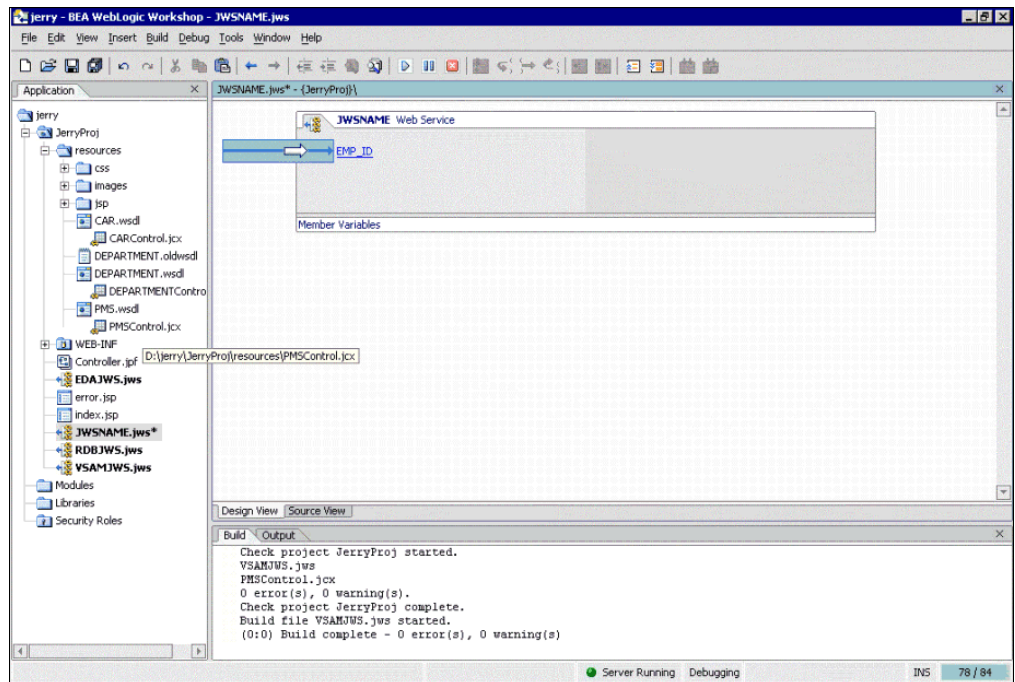 jerry - BEA WebLogic Workshop - JWSNAME.jws
File Edit View Insert Build Debug Tools Window Help
Application
JWSNAME.jws* - {JerryProj}\
jerry
JerryProj
resources
css
images
jsp
CAR.wsdl
CARControl.jcx
DEPARTMENT.oldwsdl
DEPARTMENT.wsdl
DEPARTMENTContro
PMS.wsdl
PMSControl.jcx
WEB-INF
Controller.jpf
D:\jerry\JerryProj\resources\PMSControl.jcx
EDAJWS.jws
error.jsp
index.jsp
JWSNAME.jws*
RDBJWS.jws
VSAMJWS.jws
Modules
Libraries
Security Roles
JWSNAME Web Service
EMP_ID
Member Variables
Design View Source View
Build Output
Check project JerryProj started.
VSAMJWS.jws
PMSControl.jcx
0 error(s), 0 warning(s).
Check project JerryProj complete.
Build file VSAMJWS.jws started.
(0:0) Build complete - 0 error(s), 0 warning(s)
Server Running Debugging INS 78 / 84